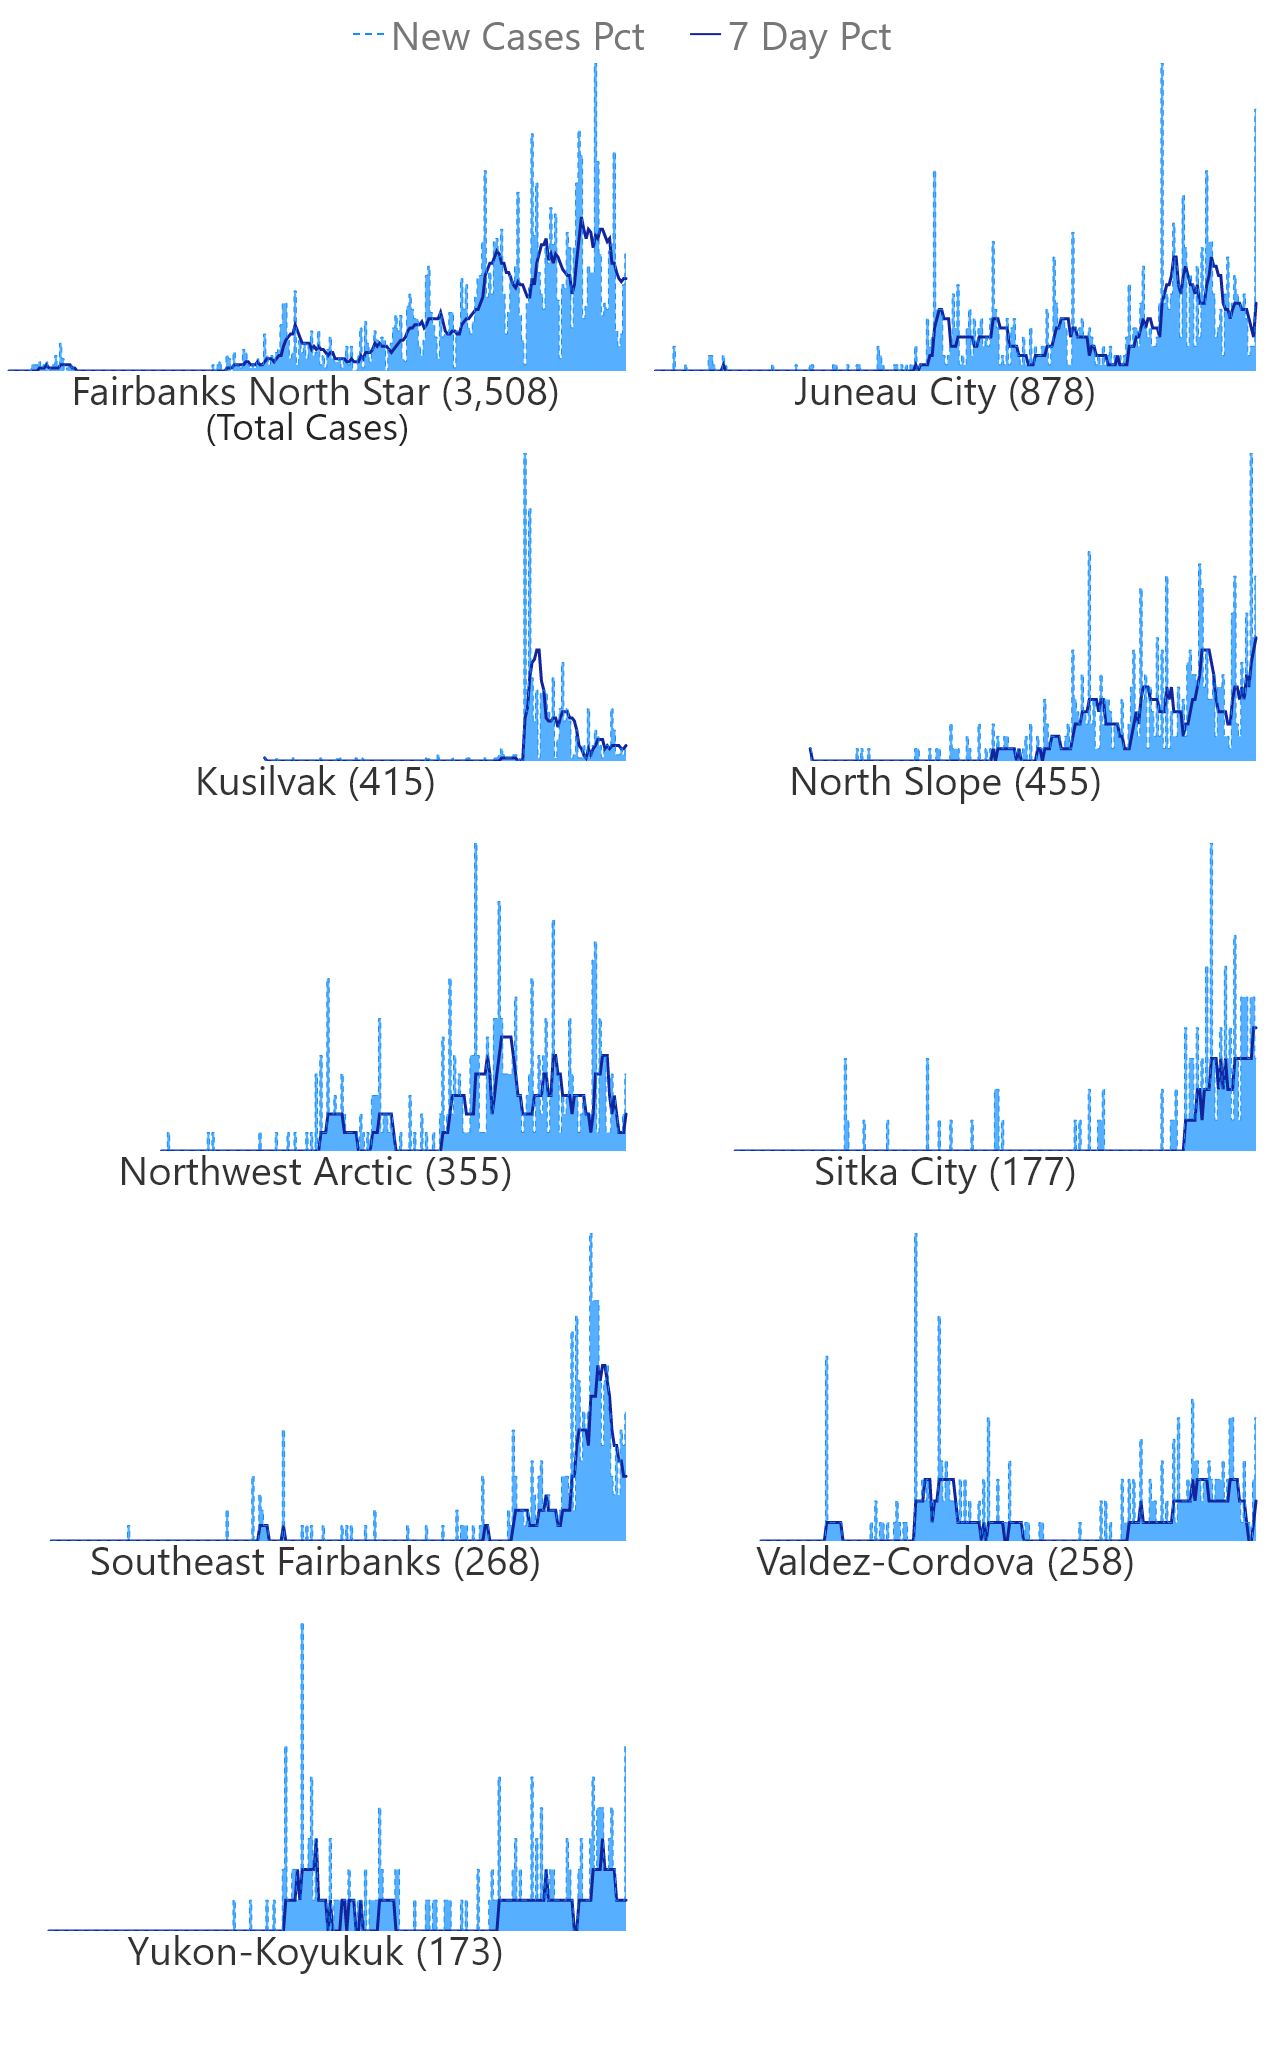 New Cases Pct 7 Day Pct
Fairbanks North Star (3,508) Juneau City (878)
(Total Cases)
Kusilvak (415) North Slope (455)
Northwest Arctic (355) Sitka City (177)
Southeast Fairbanks (268) Valdez-Cordova (258)
Yukon-Koyukuk (173)